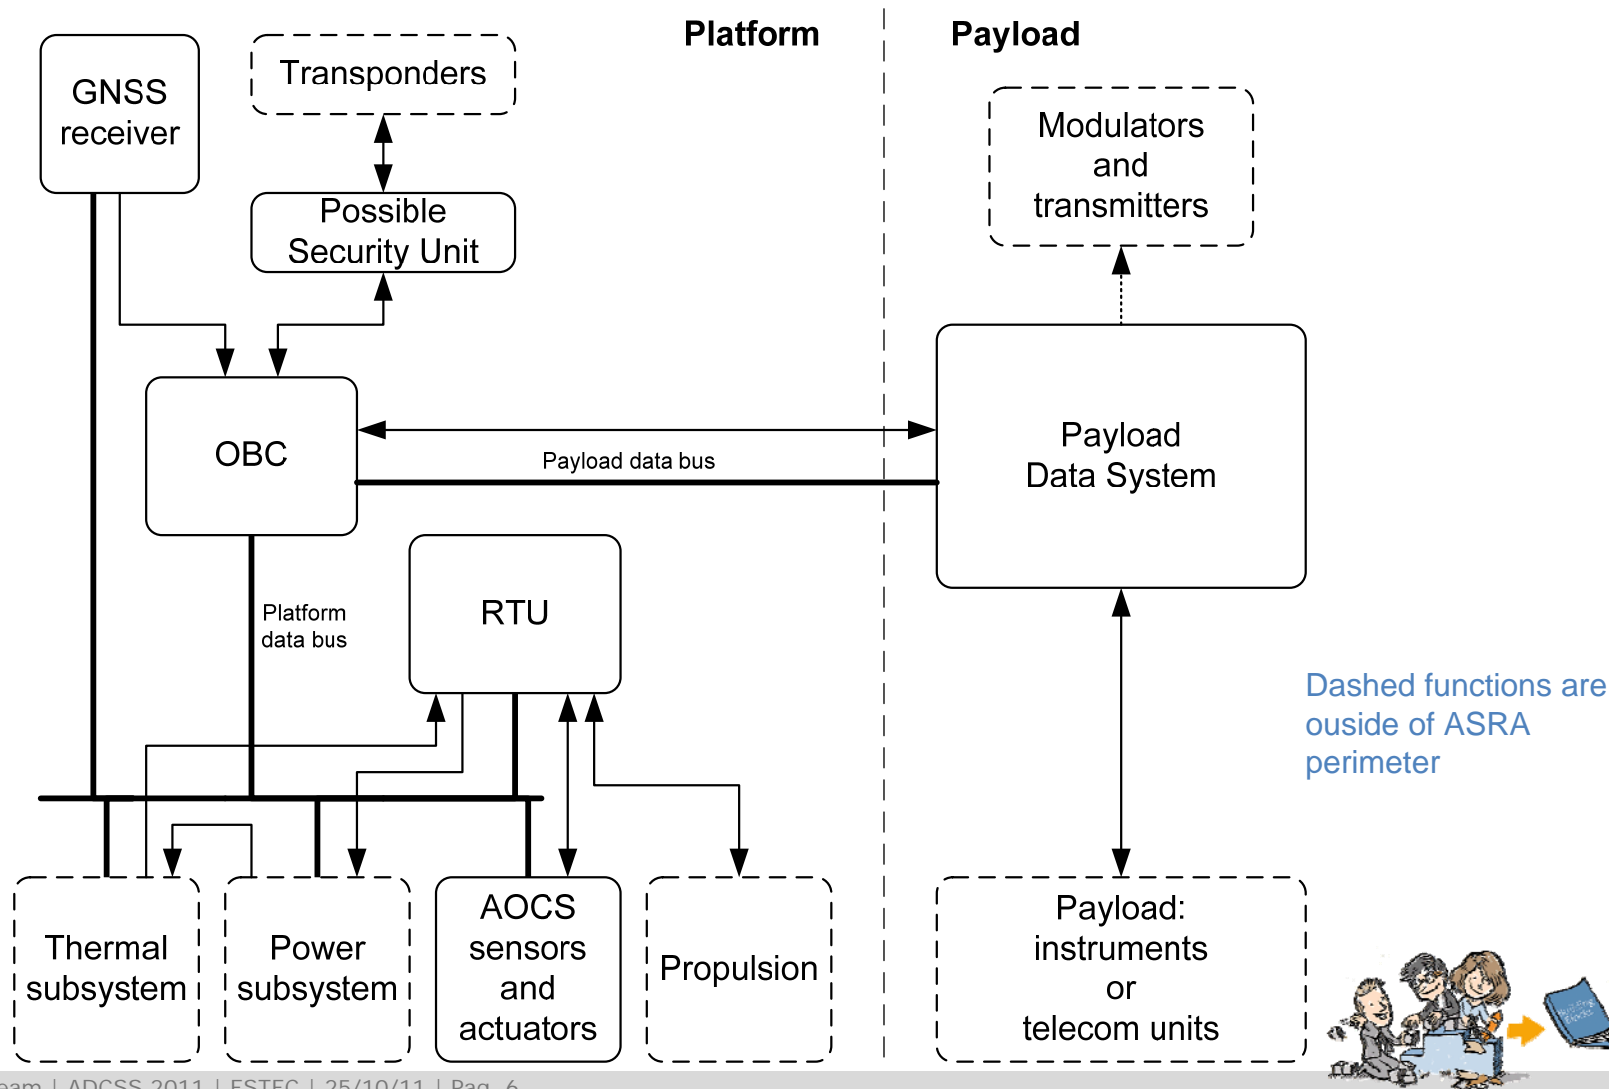 Platform
Payload
GNSS
receiver
Transponders
Modulators
and
transmitters
Possible
Security Unit
OBC
Payload data bus
Payload
Data System
RTU
Platform
data bus
Dashed functions are
ouside of ASRA
perimeter
Thermal
subsystem
Power
subsystem
AOCS
sensors
and
actuators
Propulsion
Payload:
instruments
or
telecom units
eam | ADCSS 2011 | ESTEC | 25/10/11 | Pag. 6